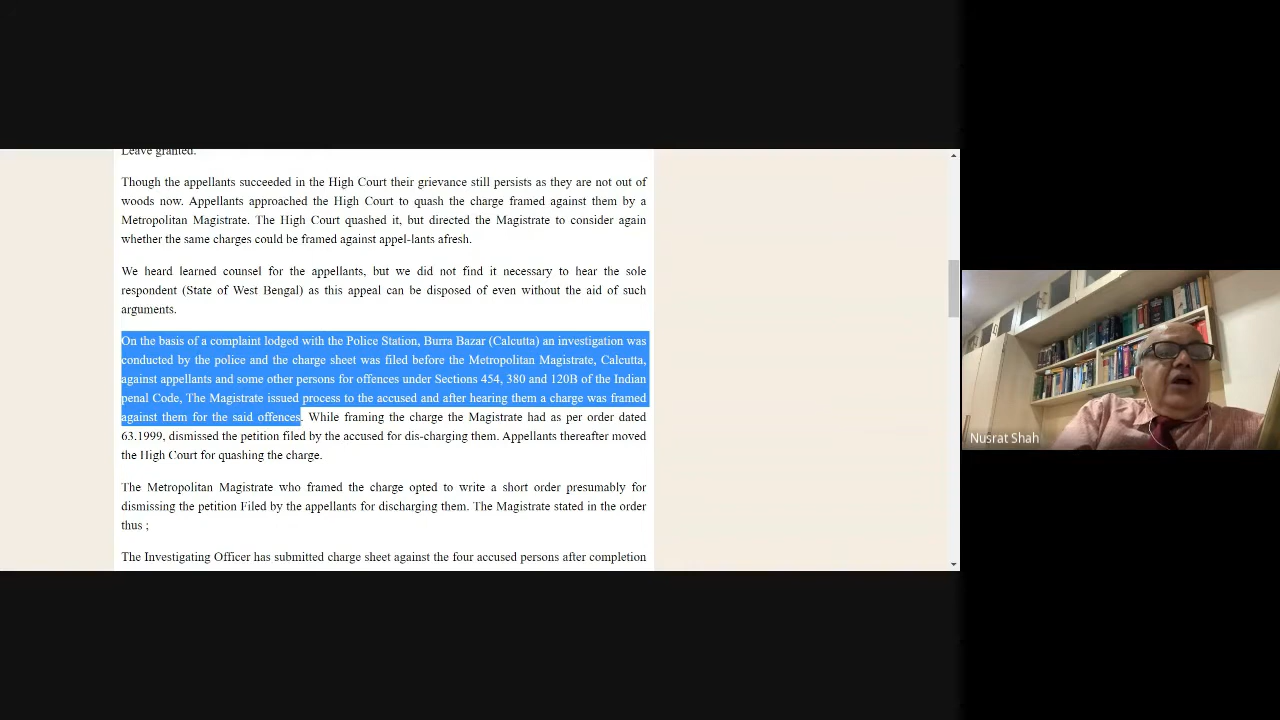 Leave granted.
Though the appellants succeeded in the High Court their grievance still persists as they are not out of
woods now. Appellants approached the High Court to quash the charge framed against them by a
Metropolitan Magistrate. The High Court quashed it, but directed the Magistrate to consider again
whether the same charges could be framed against appel-lants afresh.
We heard learned counsel for the appellants, but we did not find it necessary to hear the sole
respondent (State of West Bengal) as this appeal can be disposed of even without the aid of such
arguments.
On the basis of a complaint lodged with the Police Station, Burra Bazar (Calcutta) an investigation was
conducted by the police and the charge sheet was filed before the Metropolitan Magistrate, Calcutta,
against appellants and some other persons for offences under Sections 454, 380 and 120B of the Indian
penal Code, The Magistrate issued process to the accused and after hearing them a charge was framed
against them for the said offences. While framing the charge the Magistrate had as per order dated
63.1999, dismissed the petition filed by the accused for dis-charging them. Appellants thereafter moved
the High Court for quashing the charge.
The Metropolitan Magistrate who framed the charge opted to write a short order presumably for
dismissing the petition Filed by the appellants for discharging them. The Magistrate stated in the order
thus ;
The Investigating Officer has submitted charge sheet against the four accused persons after completion
Nusrat Shah